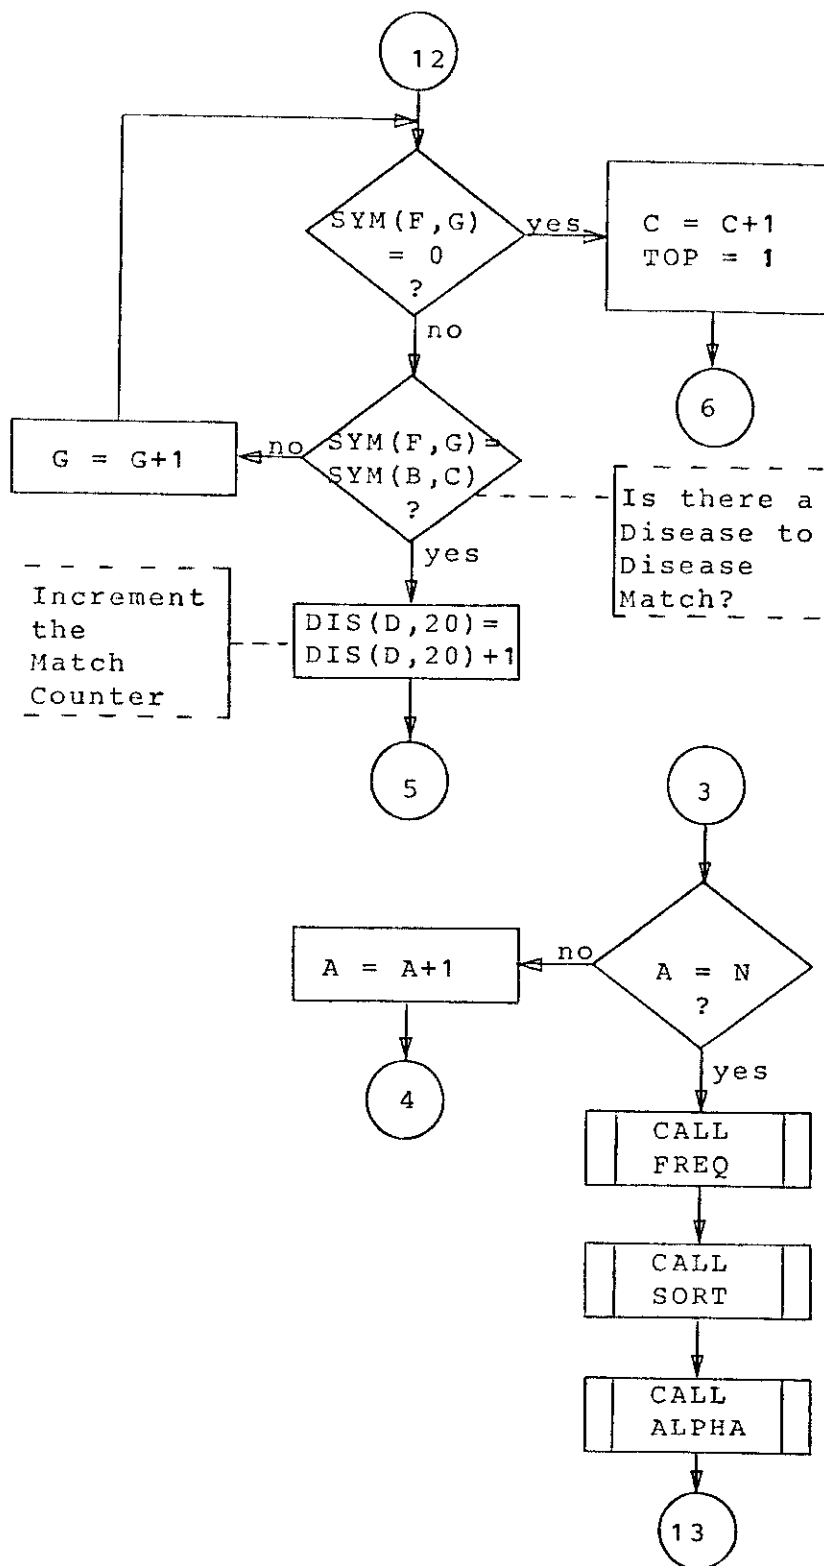 12
SYM(F,G)
= 0
?
yes
C = C+1
TOP = 1
no
6
G = G+1
no
SYM(F,G)=
SYM(B,C)
?
Is there a
Disease to
Disease
Match?
yes
Increment
the
Match
Counter
DIS(D,20)=
DIS(D,20)+1
5
3
A = N
?
no
A = A+1
4
yes
CALL
FREQ
CALL
SORT
CALL
ALPHA
13